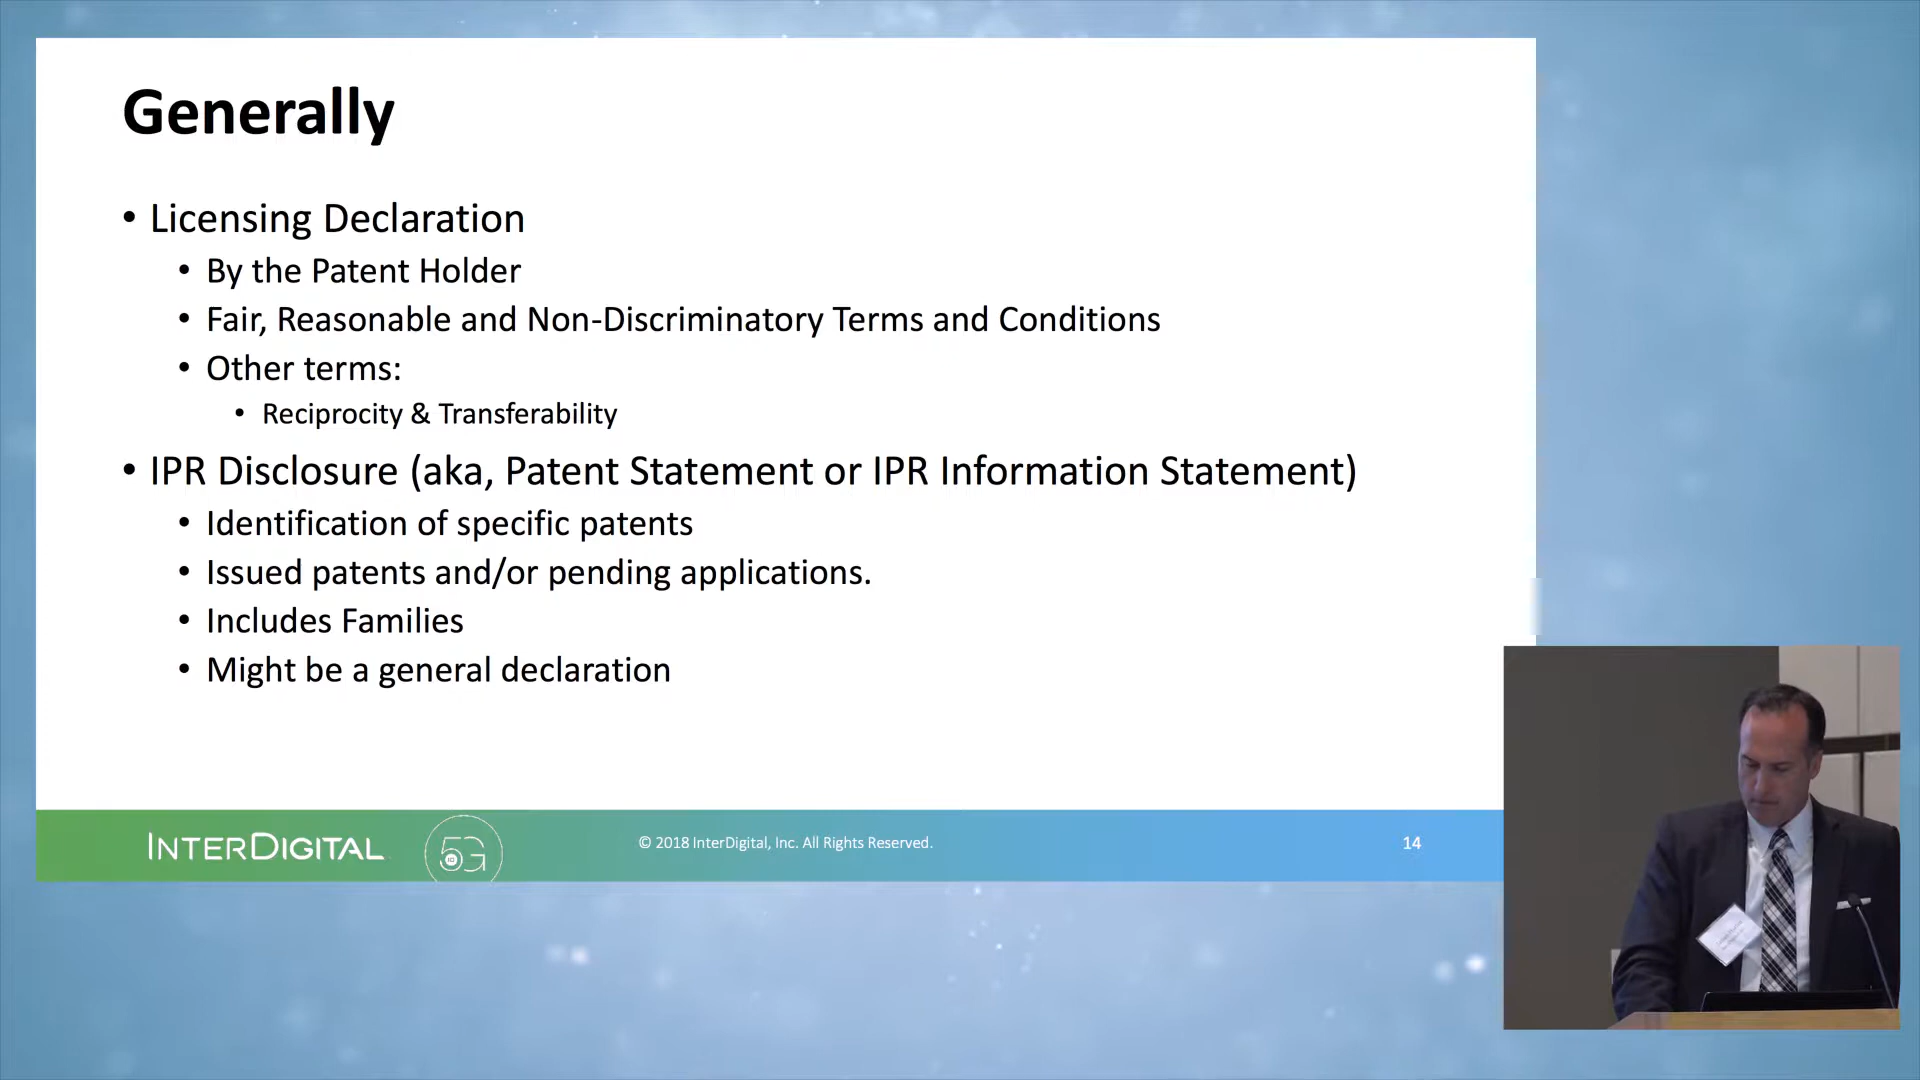 Generally
• Licensing Declaration
• By the Patent Holder
• Fair, Reasonable and Non-Discriminatory Terms and Conditions
• Other terms:
• Reciprocity & Transferability
• IPR Disclosure (aka, Patent Statement or IPR Information Statement)
• Identification of specific patents
• Issued patents and/or pending applications.
• Includes Families
• Might be a general declaration
INTERDIGITAL
5G
© 2018 InterDigital, Inc. All Rights Reserved.
14